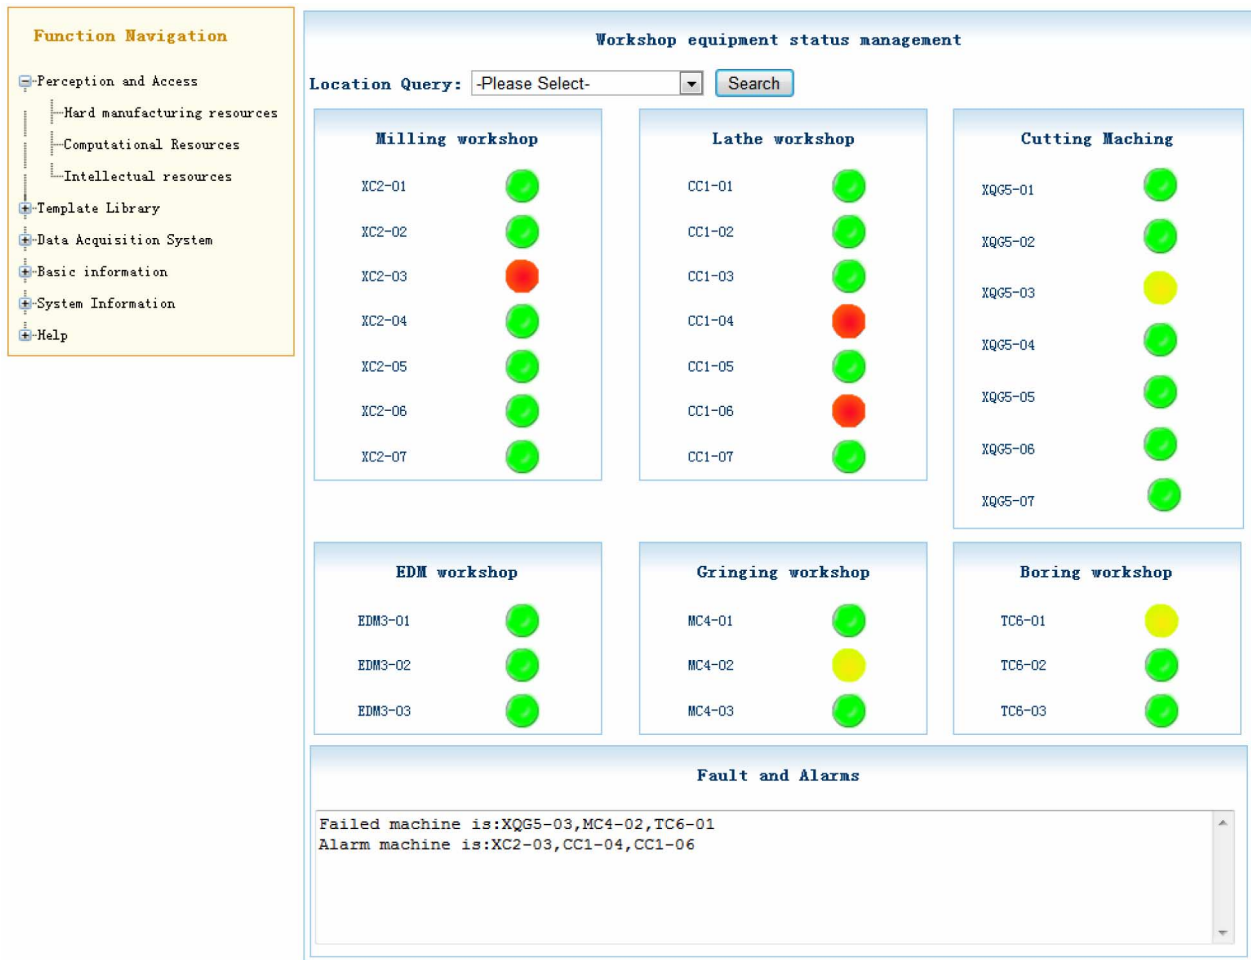 Function Navigation
Perception and Access
Hard manufacturing resources
Computational Resources
Intellectual resources
Template Library
Data Acquisition System
Basic information
System Information
Help
Workshop equipment status management
Location Query: -Please Select- Search
Milling workshop
XC2-01
XC2-02
XC2-03
XC2-04
XC2-05
XC2-06
XC2-07
Lathe workshop
CC1-01
CC1-02
CC1-03
CC1-04
CC1-05
CC1-06
CC1-07
Cutting Maching
XQG5-01
XQG5-02
XQG5-03
XQG5-04
XQG5-05
XQG5-06
XQG5-07
EDM workshop
EDM3-01
EDM3-02
EDM3-03
Gringing workshop
MC4-01
MC4-02
MC4-03
Boring workshop
TC6-01
TC6-02
TC6-03
Fault and Alarms
Failed machine is:XQG5-03,MC4-02,TC6-01
Alarm machine is:XC2-03,CC1-04,CC1-06